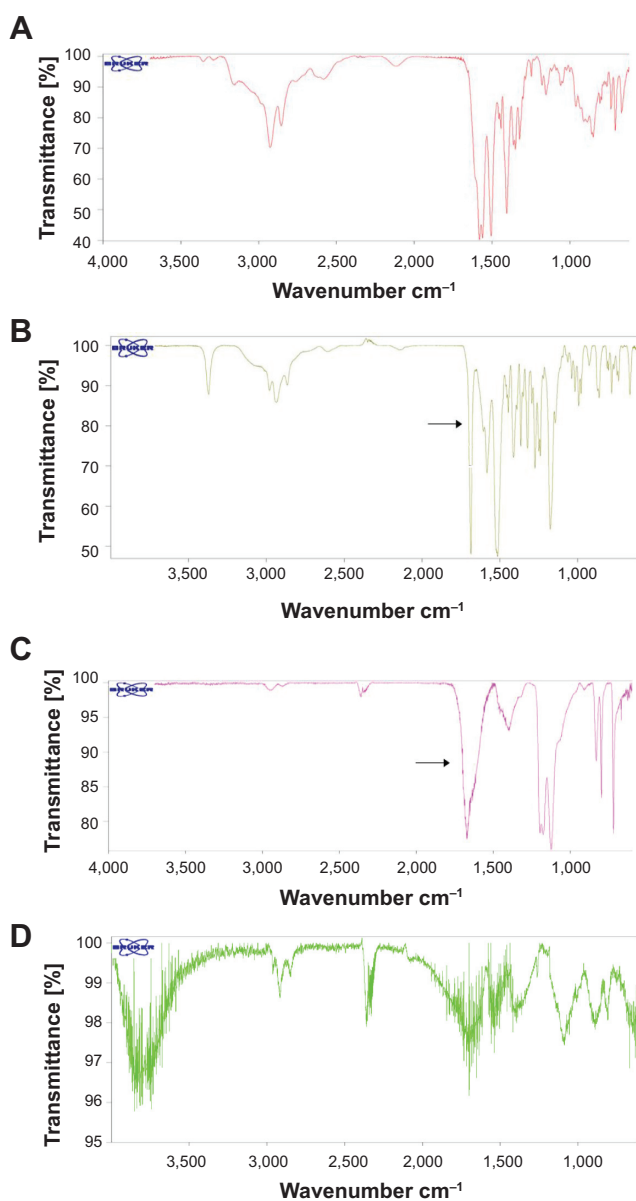 A
Transmittance [%]
BRUKER
100
90
80
70
60
50
40
4,000 3,500 3,000 2,500 2,000 1,500 1,000
Wavenumber cm⁻¹
B
Transmittance [%]
BRUKER
100
90
80
70
60
50
3,500 3,000 2,500 2,000 1,500 1,000
Wavenumber cm⁻¹
C
Transmittance [%]
BRUKER
100
95
90
85
80
4,000 3,500 3,000 2,500 2,000 1,500 1,000
Wavenumber cm⁻¹
D
Transmittance [%]
BRUKER
100
99
98
97
96
95
3,500 3,000 2,500 2,000 1,500 1,000
Wavenumber cm⁻¹